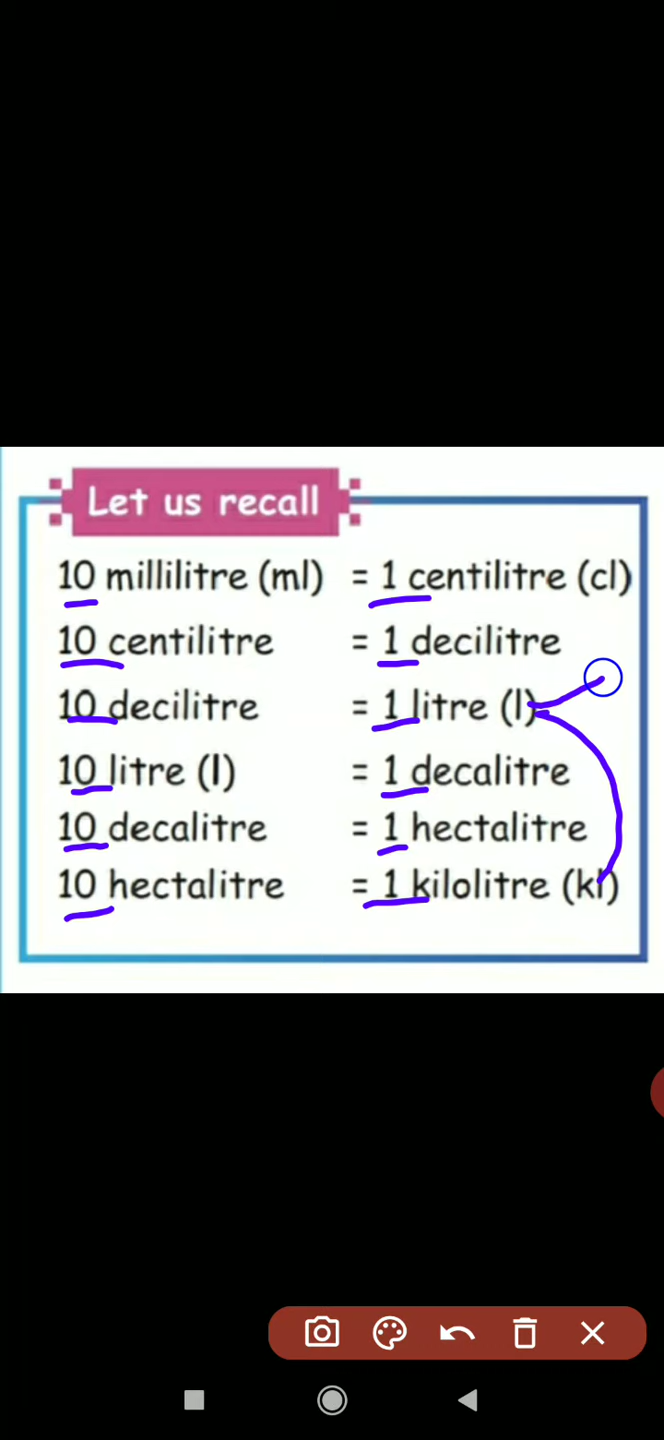 Let us recall
10 millilitre (ml) = 1 centilitre (cl)
10 centilitre = 1 decilitre
10 decilitre = 1 litre (l)
10 litre (l) = 1 decalitre
10 decalitre = 1 hectalitre
10 hectalitre = 1 kilolitre (kl)